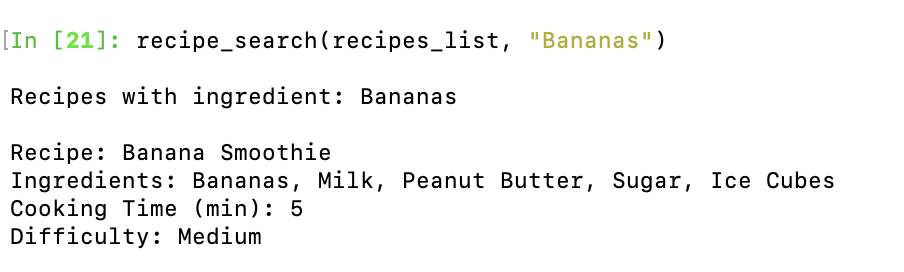 [In [21]: recipe_search(recipes_list, "Bananas")
Recipes with ingredient: Bananas
Recipe: Banana Smoothie
Ingredients: Bananas, Milk, Peanut Butter, Sugar, Ice Cubes
Cooking Time (min): 5
Difficulty: Medium